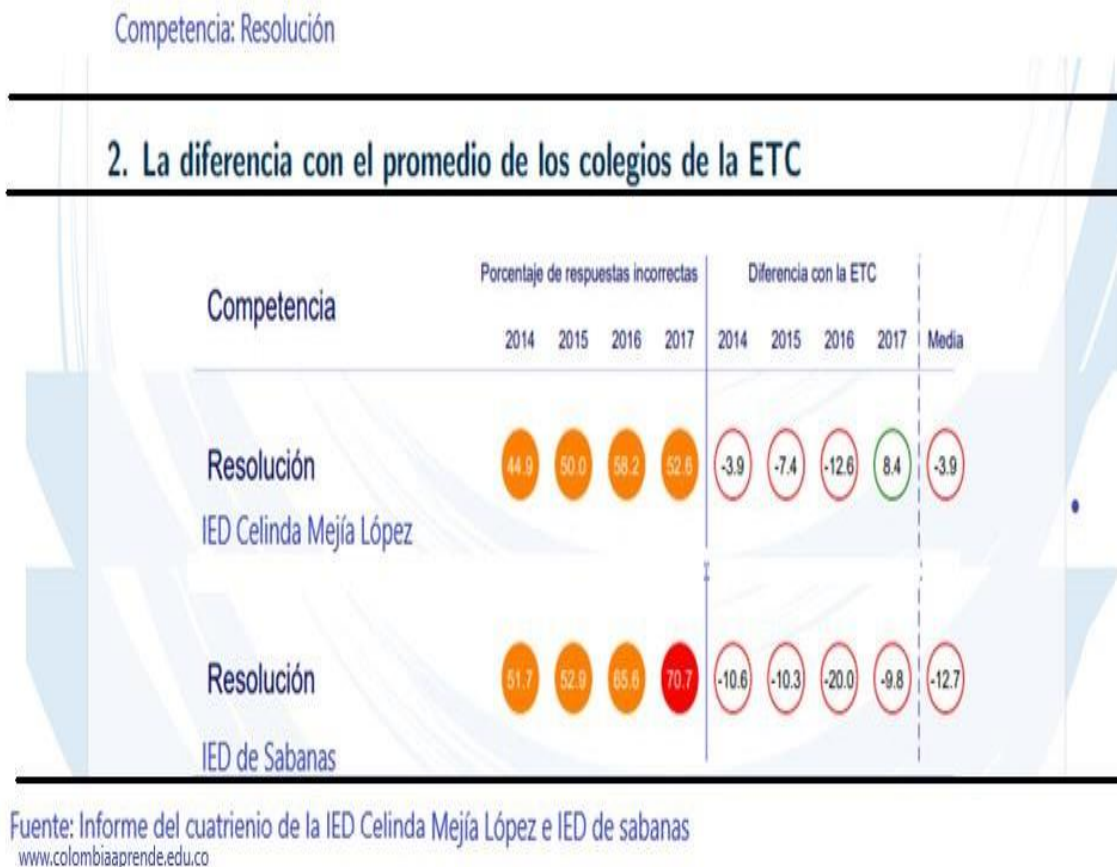 Competencia: Resolución
2. La diferencia con el promedio de los colegios de la ETC
Porcentaje de respuestas incorrectas Diferencia con la ETC
Competencia
2014 2015 2016 2017 2014 2015 2016 2017 Media
Resolución 44.9 50.0 58.2 52.6 -3.9 -7.4 -12.6 8.4 -3.9
IED Celinda Mejía López
Resolución 51.7 52.9 65.6 70.7 -10.6 -10.3 -20.0 -9.8 -12.7
IED de Sabanas
Fuente: Informe del cuatrienio de la IED Celinda Mejía López e IED de sabanas
www.colombiaaprende.edu.co